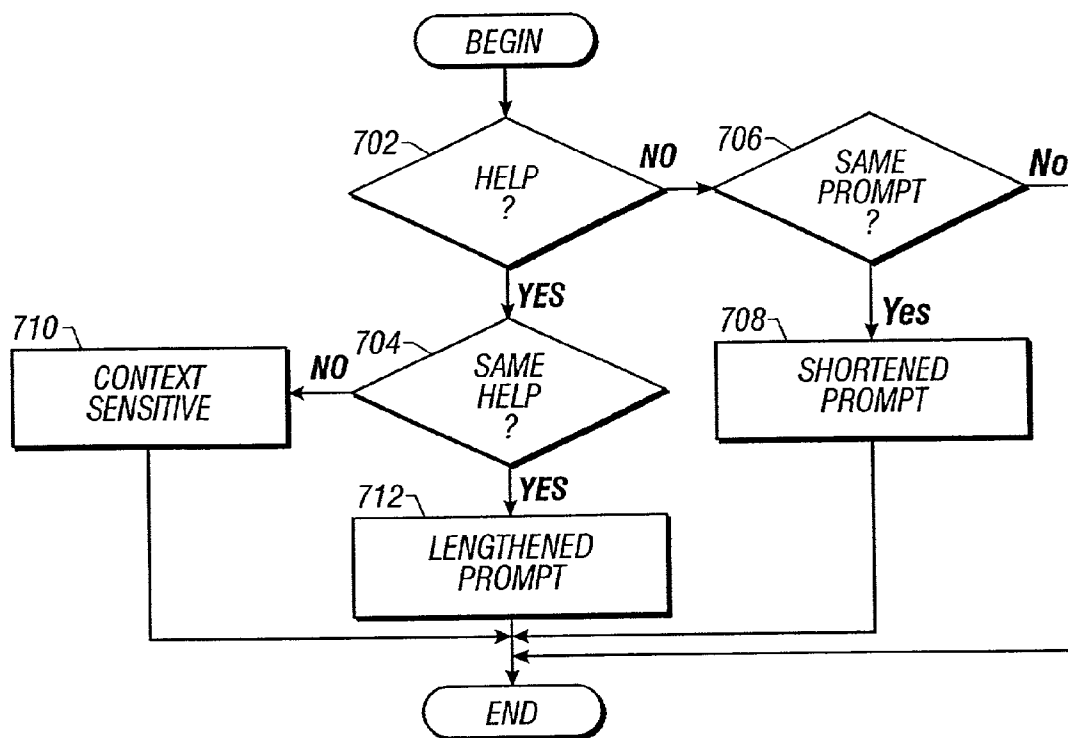 BEGIN
702
HELP
?
NO
706
SAME
PROMPT
?
No
YES
Yes
710
CONTEXT
SENSITIVE
NO
704
SAME
HELP
?
708
SHORTENED
PROMPT
YES
712
LENGTHENED
PROMPT
END